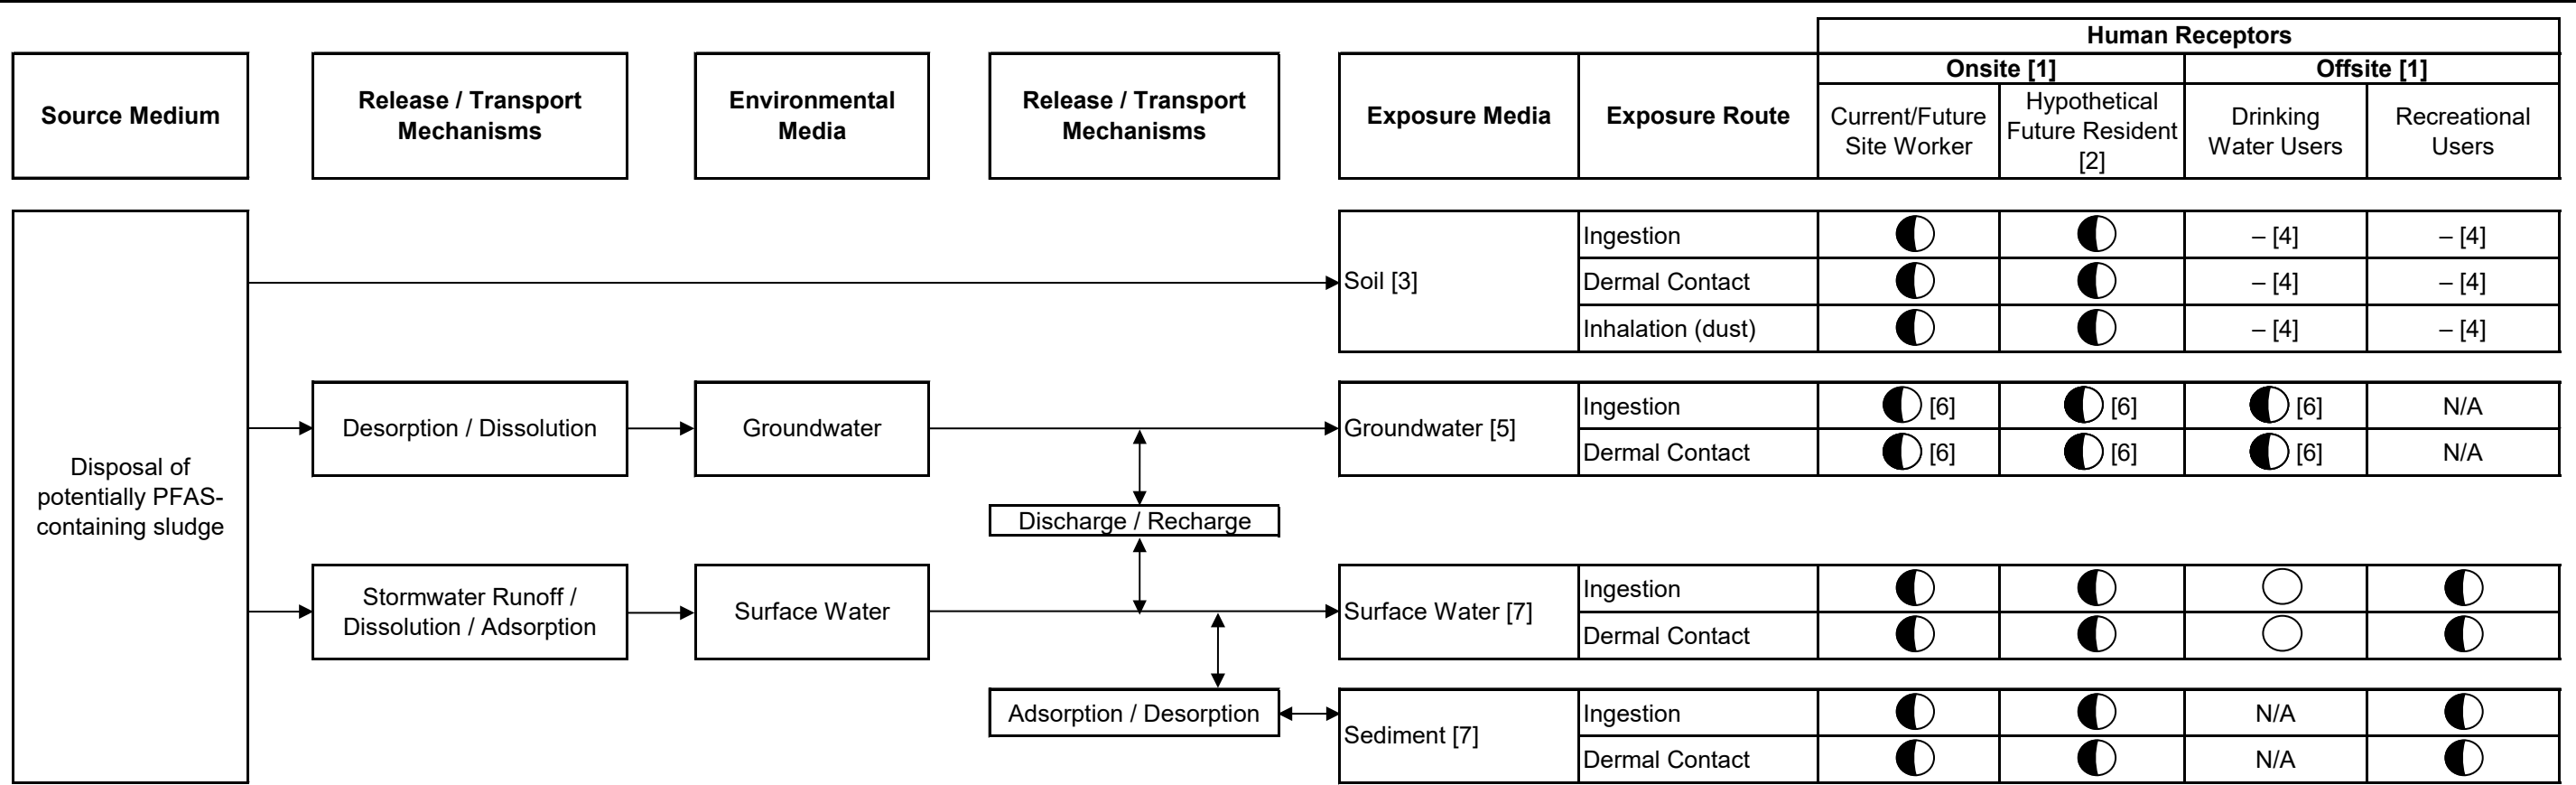 Human Receptors
Onsite [1]
Offsite [1]
Source Medium
Release / Transport
Mechanisms
Environmental
Media
Release / Transport
Mechanisms
Exposure Media
Exposure Route
Current/Future
Site Worker
Hypothetical
Future Resident
[2]
Drinking
Water Users
Recreational
Users
Disposal of
potentially PFAS-
containing sludge
Soil [3]
Ingestion
– [4]
– [4]
Dermal Contact
– [4]
– [4]
Inhalation (dust)
– [4]
– [4]
Desorption / Dissolution
Groundwater
Groundwater [5]
Ingestion
[6]
[6]
[6]
N/A
Dermal Contact
[6]
[6]
[6]
N/A
Discharge / Recharge
Stormwater Runoff /
Dissolution / Adsorption
Surface Water
Surface Water [7]
Ingestion
Dermal Contact
Adsorption / Desorption
Sediment [7]
Ingestion
N/A
Dermal Contact
N/A